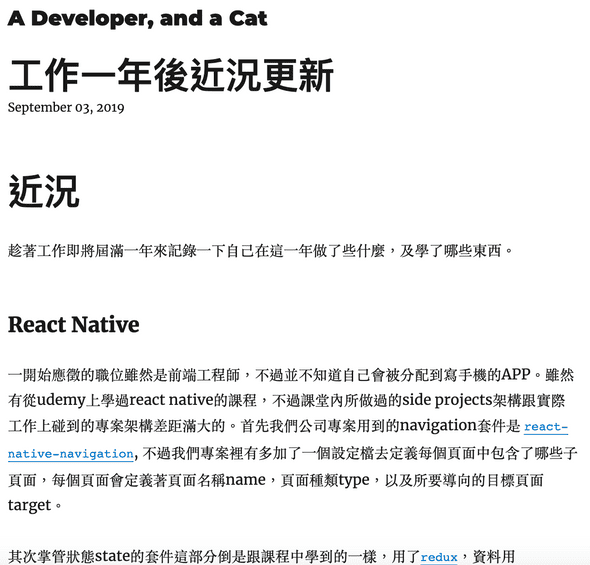 A Developer, and a Cat
工作一年後近況更新
September 03, 2019
近況
趁著工作即將屆滿一年來記錄一下自己在這一年做了些什麼，及學了哪些東西。
React Native
一開始應徵的職位雖然是前端工程師，不過並不知道自己會被分配到寫手機的APP。雖然
有從udemy上學過react native的課程，不過課堂內所做過的side projects架構跟實際
工作上碰到的專案架構差距滿大的。首先我們公司專案用到的navigation套件是 react-
native-navigation, 不過我們專案裡有多加了一個設定檔去定義每個頁面中包含了哪些子
頁面，每個頁面會定義著頁面名稱name，頁面種類type，以及所要導向的目標頁面
target。
其次掌管狀態state的套件這部分倒是跟課程中學到的一樣，用了redux，資料用